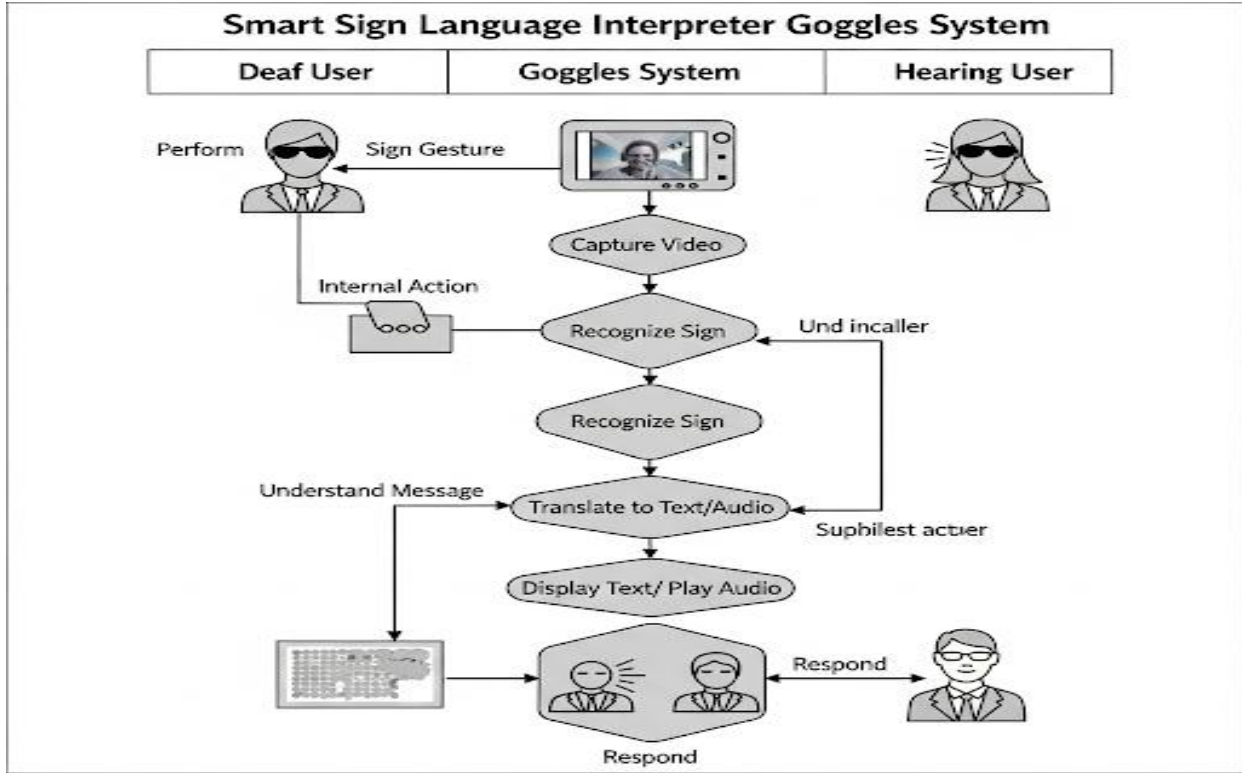 Smart Sign Language Interpreter Goggles System
Deaf User
Goggles System
Hearing User
Perform
Sign Gesture
Capture Video
Internal Action
Recognize Sign
Und incaller
Recognize Sign
Understand Message
Translate to Text/Audio
Suphilest actıer
Display Text/ Play Audio
Respond
Respond